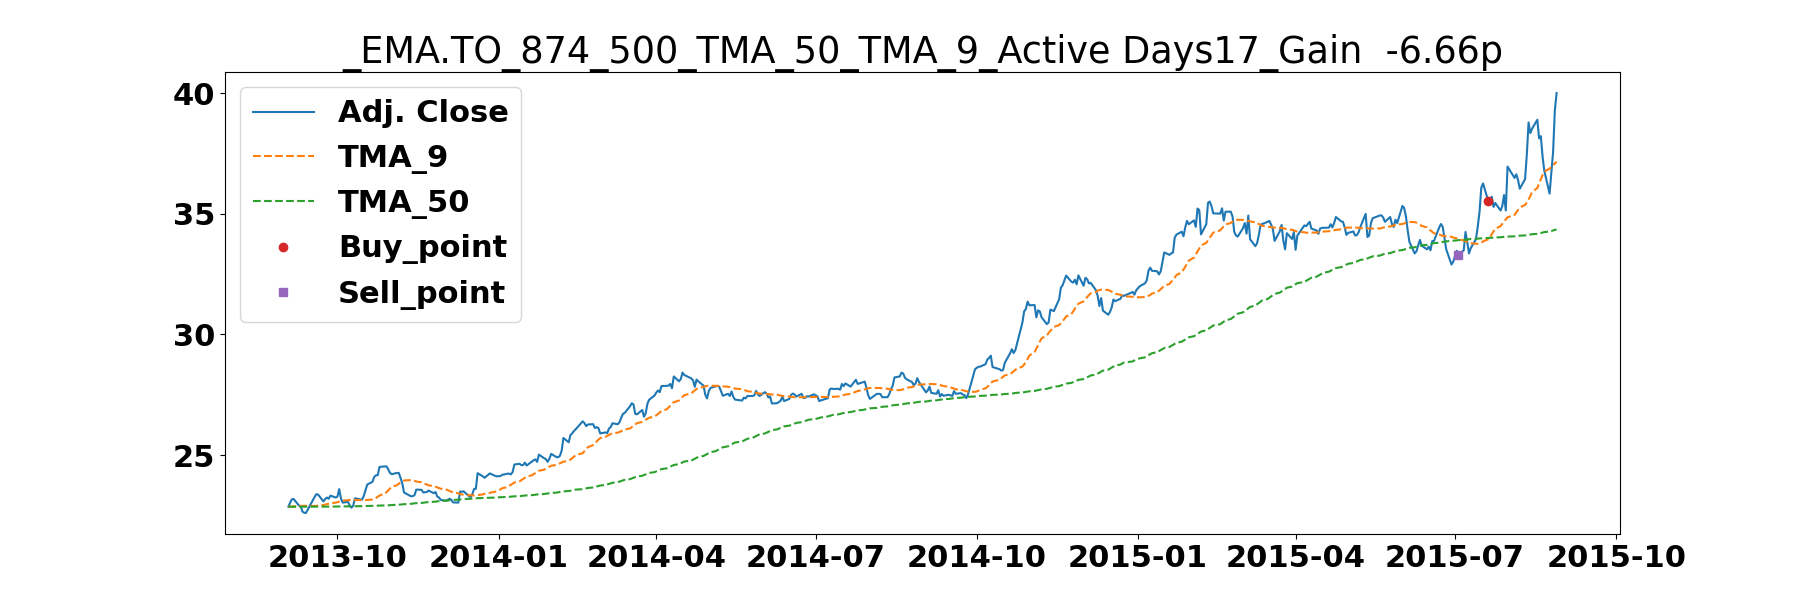 _EMA.TO_874_500_TMA_50_TMA_9_Active Days17_Gain  -6.66p
40
35
30
25
Adj. Close
TMA_9
TMA_50
Buy_point
Sell_point
2013-10 2014-01 2014-04 2014-07 2014-10 2015-01 2015-04 2015-07 2015-10